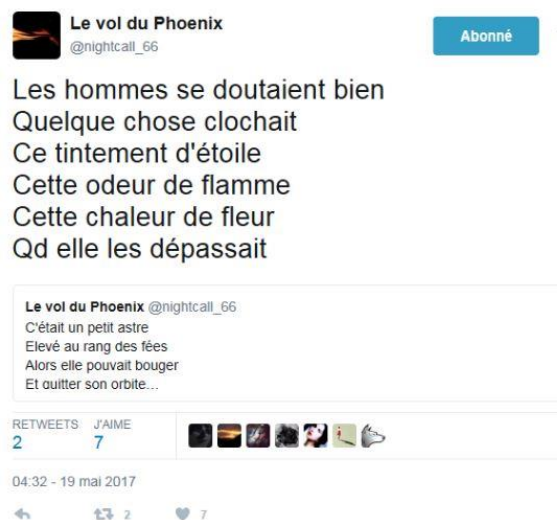 Le vol du Phoenix
@nightcall_66
Abonné
Les hommes se doutaient bien
Quelque chose clochait
Ce tintement d'étoile
Cette odeur de flamme
Cette chaleur de fleur
Qd elle les dépassait
Le vol du Phoenix @nightcall_66
C'était un petit astre
Elevé au rang des fées
Alors elle pouvait bouger
Et quitter son orbite...
RETWEETS J'AIME
2 7
04:32 - 19 mai 2017
2 7